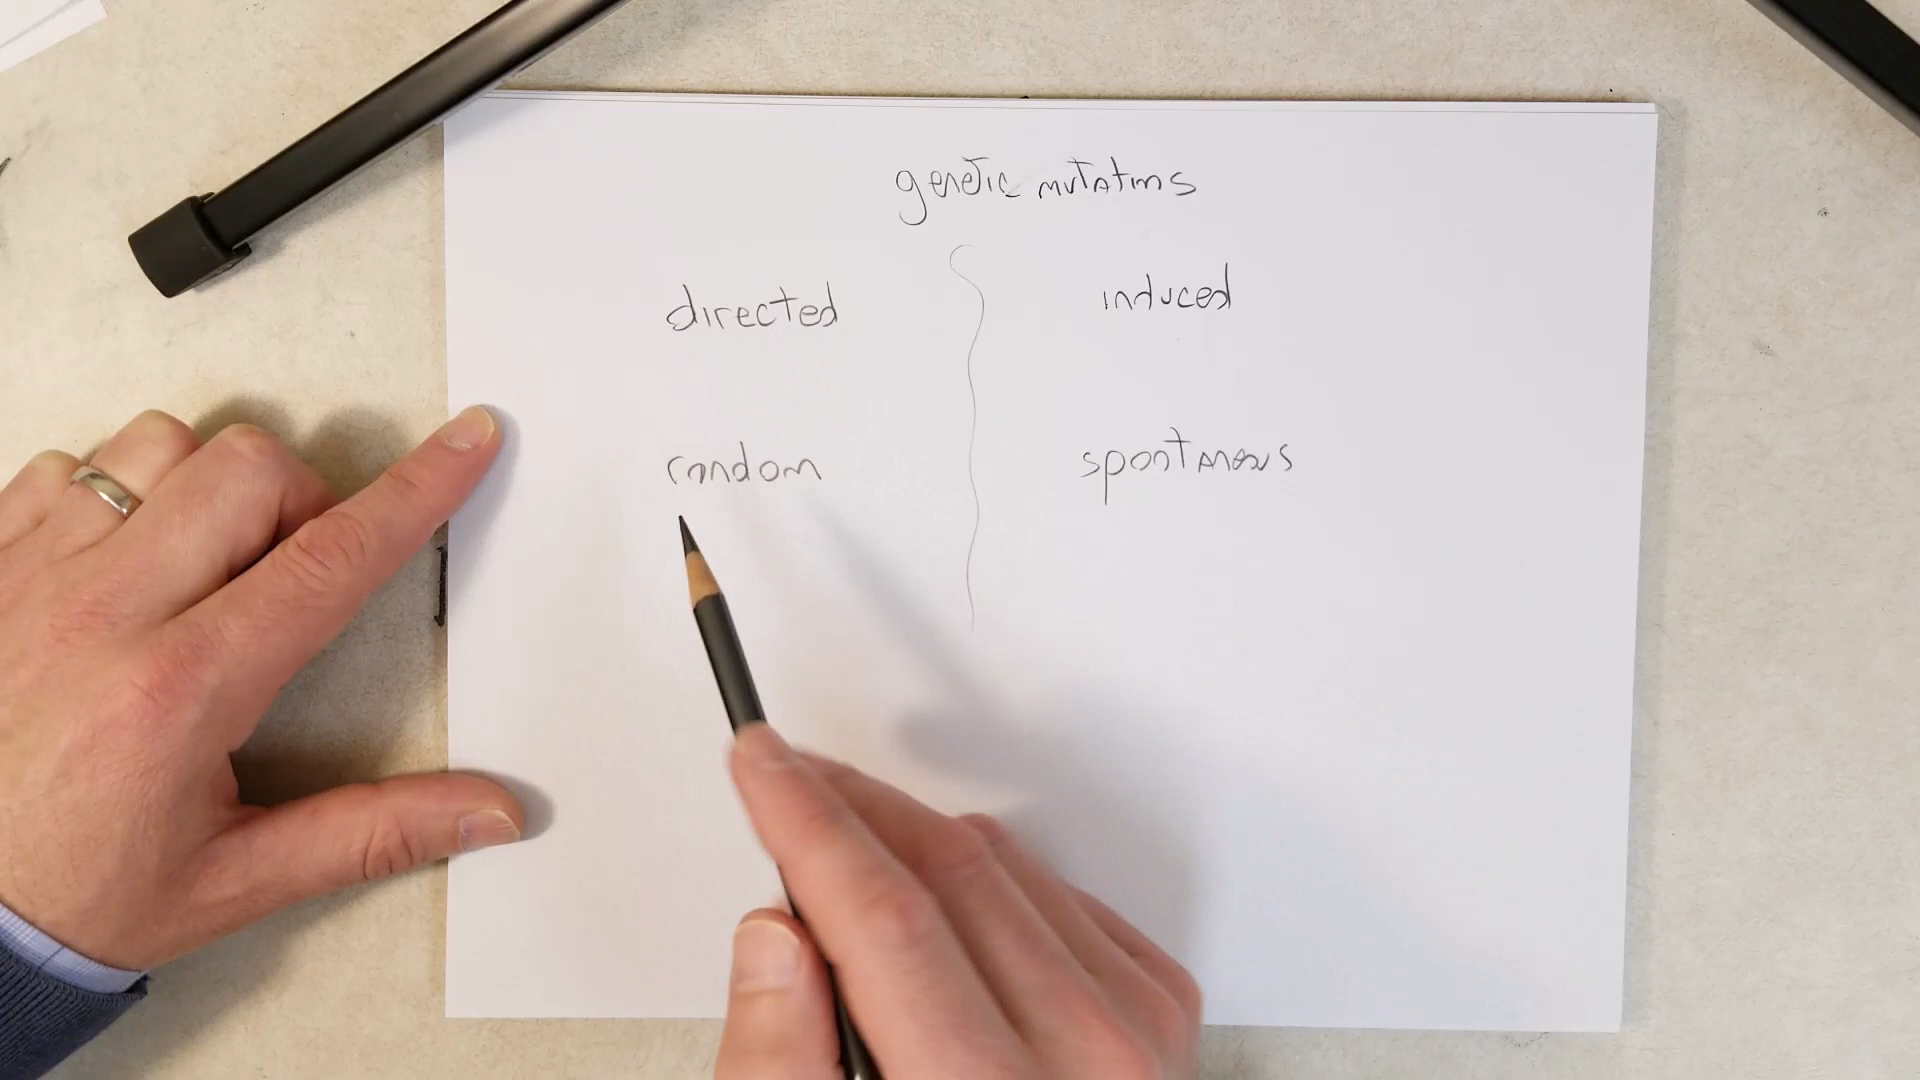 genetic mutations
directed
induced
random
spontaneous